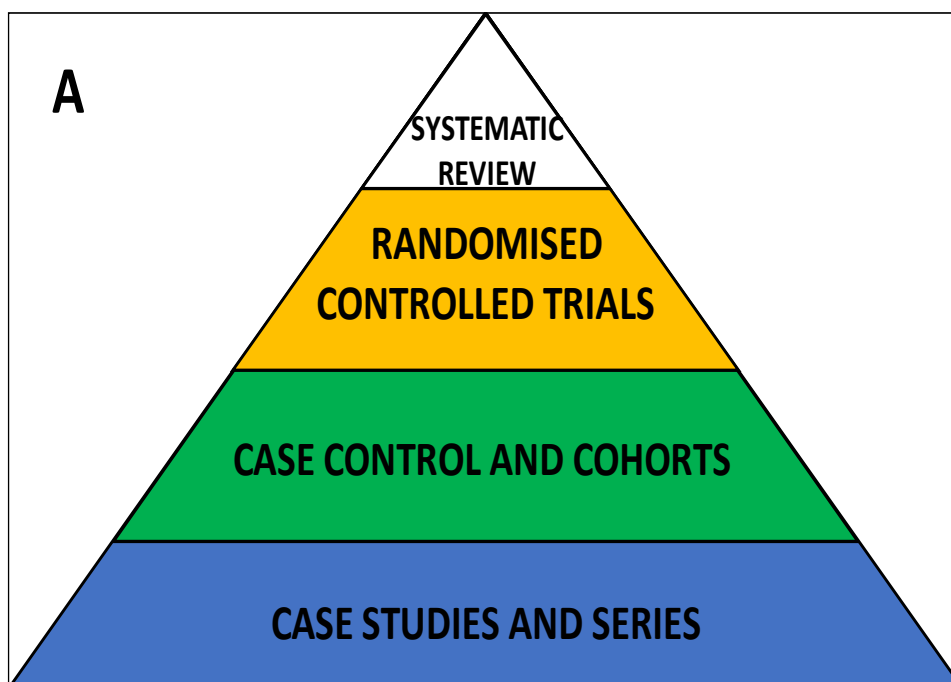 A
SYSTEMATIC
REVIEW
RANDOMISED
CONTROLLED TRIALS
CASE CONTROL AND COHORTS
CASE STUDIES AND SERIES